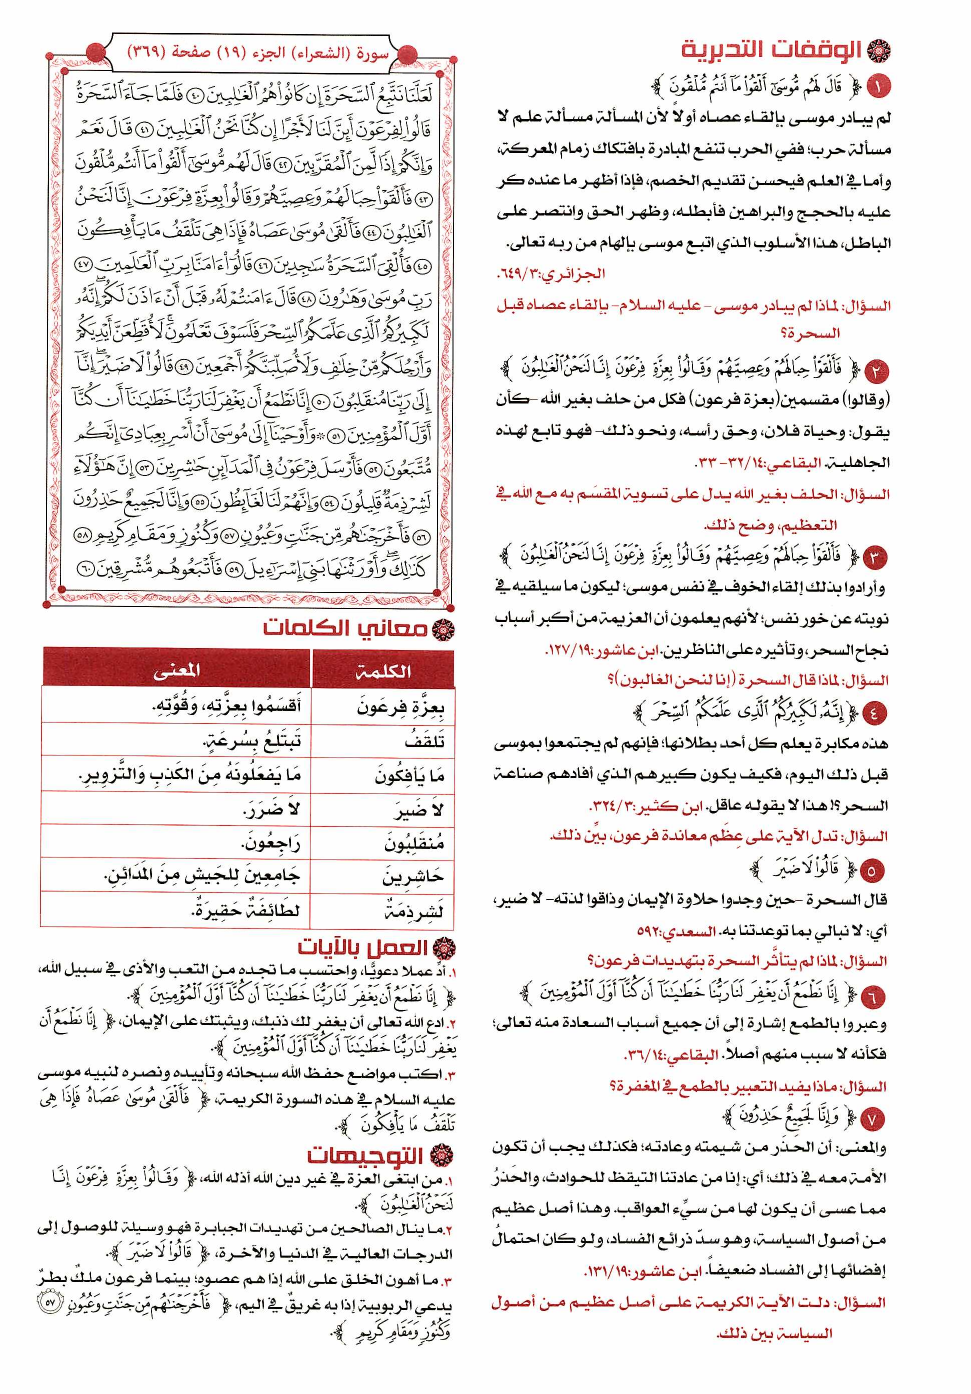 الوقفات التدبرية
١ ﴿ قَالَ لَهُم مُّوسَىٰٓ أَلْقُوا۟ مَآ أَنتُم مُّلْقُونَ ﴾
لم يبادر موسى بإلقاء عصاه أولاً لأن المسألة مسألة علم لا
مسألة حرب؛ ففي الحرب تنفع المبادرة بافتكاك زمام المعركة،
وأما في العلم فيحسن تقديم الخصم، فإذا أظهر ما عنده كر
عليه بالحجج والبراهين فأبطله، وظهر الحق وانتصر على
الباطل، هذا الأسلوب الذي اتبع موسى بإلهام من ربه تعالى.
الجزائري:٦٤٩/٣.
السؤال: لماذا لم يبادر موسى – عليه السلام– بإلقاء عصاه قبل
السحرة؟
٢ ﴿ فَأَلْقَوْا۟ حِبَالَهُمْ وَعِصِيَّهُمْ وَقَالُوا۟ بِعِزَّةِ فِرْعَوْنَ إِنَّا لَنَحْنُ ٱلْغَٰلِبُونَ ﴾
(وقالوا) مقسمين(بعزة فرعون) فكل من حلف بغير الله –كأن
يقول: وحياة فلان، وحق رأسه، ونحو ذلك– فهو تابع لهذه
الجاهلية. البقاعي:٣٢/١٤–٣٣.
السؤال: الحلف بغير الله يدل على تسوية المقسَم به مع الله في
التعظيم، وضح ذلك.
٣ ﴿ فَأَلْقَوْا۟ حِبَالَهُمْ وَعِصِيَّهُمْ وَقَالُوا۟ بِعِزَّةِ فِرْعَوْنَ إِنَّا لَنَحْنُ ٱلْغَٰلِبُونَ ﴾
وأرادوا بذلك إلقاء الخوف في نفس موسى؛ ليكون ما سيلقيه في
نوبته عن خور نفس؛ لأنهم يعلمون أن العزيمة من أكبر أسباب
نجاح السحر، وتأثيره على الناظرين. ابن عاشور:١٢٧/١٩.
السؤال: لماذا قال السحرة (إنا لنحن الغالبون)؟
٤ ﴿ إِنَّهُۥ لَكَبِيرُكُمُ ٱلَّذِى عَلَّمَكُمُ ٱلسِّحْرَ ﴾
هذه مكابرة يعلم كل أحد بطلانها؛ فإنهم لم يجتمعوا بموسى
قبل ذلك اليوم، فكيف يكون كبيرهم الذي أفادهم صناعة
السحر؟! هذا لا يقوله عاقل. ابن كثير:٣٢٤/٣.
السؤال: تدل الآية على عِظَم معاندة فرعون، بيِّن ذلك.
٥ ﴿ قَالُوا۟ لَا ضَيْرَ ﴾
قال السحرة –حين وجدوا حلاوة الإيمان وذاقوا لذته– لا ضير،
أي: لا نبالي بما توعدتنا به. السعدي:٥٩٢
السؤال: لماذا لم يتأثَّر السحرة بتهديدات فرعون؟
٦ ﴿ إِنَّا نَطْمَعُ أَن يَغْفِرَ لَنَا رَبُّنَا خَطَٰيَٰنَآ أَن كُنَّآ أَوَّلَ ٱلْمُؤْمِنِينَ ﴾
وعبروا بالطمع إشارة إلى أن جميع أسباب السعادة منه تعالى؛
فكأنه لا سبب منهم أصلاً. البقاعي:٣٦/١٤.
السؤال: ماذا يفيد التعبير بالطمع في المغفرة؟
٧ ﴿ وَإِنَّا لَجَمِيعٌ حَٰذِرُونَ ﴾
والمعنى: أن الحَذَر من شيمته وعادته؛ فكذلك يجب أن تكون
الأمة معه في ذلك؛ أي: إنا من عادتنا التيقظ للحوادث، والحَذَرُ
مما عسى أن يكون لها من سيِّء العواقب. وهذا أصل عظيم
من أصول السياسة، وهو سدّ ذرائع الفساد، ولو كان احتمالُ
إفضائها إلى الفساد ضعيفاً. ابن عاشور:١٣١/١٩.
السؤال: دلت الآية الكريمة على أصل عظيم من أصول
السياسة بين ذلك.
سورة (الشعراء) الجزء (١٩) صفحة (٣٦٩)
لَعَلَّنَا نَتَّبِعُ ٱلسَّحَرَةَ إِن كَانُوا۟ هُمُ ٱلْغَٰلِبِينَ ٤٠ فَلَمَّا جَآءَ ٱلسَّحَرَةُ
قَالُوا۟ لِفِرْعَوْنَ أَئِنَّ لَنَا لَأَجْرًا إِن كُنَّا نَحْنُ ٱلْغَٰلِبِينَ ٤١ قَالَ نَعَمْ
وَإِنَّكُمْ إِذًا لَّمِنَ ٱلْمُقَرَّبِينَ ٤٢ قَالَ لَهُم مُّوسَىٰٓ أَلْقُوا۟ مَآ أَنتُم مُّلْقُونَ
٤٣ فَأَلْقَوْا۟ حِبَالَهُمْ وَعِصِيَّهُمْ وَقَالُوا۟ بِعِزَّةِ فِرْعَوْنَ إِنَّا لَنَحْنُ
ٱلْغَٰلِبُونَ ٤٤ فَأَلْقَىٰ مُوسَىٰ عَصَاهُ فَإِذَا هِىَ تَلْقَفُ مَا يَأْفِكُونَ
٤٥ فَأُلْقِىَ ٱلسَّحَرَةُ سَٰجِدِينَ ٤٦ قَالُوٓا۟ ءَامَنَّا بِرَبِّ ٱلْعَٰلَمِينَ ٤٧
رَبِّ مُوسَىٰ وَهَٰرُونَ ٤٨ قَالَ ءَامَنتُمْ لَهُۥ قَبْلَ أَنْ ءَاذَنَ لَكُمْ ۖ إِنَّهُۥ
لَكَبِيرُكُمُ ٱلَّذِى عَلَّمَكُمُ ٱلسِّحْرَ فَلَسَوْفَ تَعْلَمُونَ ۚ لَأُقَطِّعَنَّ أَيْدِيَكُمْ
وَأَرْجُلَكُم مِّنْ خِلَٰفٍ وَلَأُصَلِّبَنَّكُمْ أَجْمَعِينَ ٤٩ قَالُوا۟ لَا ضَيْرَ ۖ إِنَّآ
إِلَىٰ رَبِّنَا مُنقَلِبُونَ ٥٠ إِنَّا نَطْمَعُ أَن يَغْفِرَ لَنَا رَبُّنَا خَطَٰيَٰنَآ أَن كُنَّآ
أَوَّلَ ٱلْمُؤْمِنِينَ ٥١ ۞ وَأَوْحَيْنَآ إِلَىٰ مُوسَىٰٓ أَنْ أَسْرِ بِعِبَادِىٓ إِنَّكُم
مُّتَّبَعُونَ ٥٢ فَأَرْسَلَ فِرْعَوْنُ فِى ٱلْمَدَآئِنِ حَٰشِرِينَ ٥٣ إِنَّ هَٰٓؤُلَآءِ
لَشِرْذِمَةٌ قَلِيلُونَ ٥٤ وَإِنَّهُمْ لَنَا لَغَآئِظُونَ ٥٥ وَإِنَّا لَجَمِيعٌ حَٰذِرُونَ
٥٦ فَأَخْرَجْنَٰهُم مِّن جَنَّٰتٍ وَعُيُونٍ ٥٧ وَكُنُوزٍ وَمَقَامٍ كَرِيمٍ ٥٨
كَذَٰلِكَ ۖ وَأَوْرَثْنَٰهَا بَنِىٓ إِسْرَٰٓءِيلَ ٥٩ فَأَتْبَعُوهُم مُّشْرِقِينَ ٦٠
معاني الكلمات
الكلمة المعنى
بِعِزَّةِ فِرعَونَ أَقسَمُوا بِعِزَّتِهِ، وَقُوَّتِهِ.
تَلقَفُ تَبتَلِعُ بِسُرعَةٍ.
مَا يَأفِكُونَ مَا يَفعَلُونَهُ مِنَ الكَذِبِ وَالتَّزوِيرِ.
لاَ ضَيرَ لاَ ضَرَرَ.
مُنقَلِبُونَ رَاجِعُونَ.
حَاشِرِينَ جَامِعِينَ لِلجَيشِ مِنَ المَدَائِنِ.
لَشِرذِمَةٌ لَطَائِفَةٌ حَقِيرَةٌ.
العمل بالآيات
١. أدِّ عملا دعويًّا، واحتسب ما تجده من التعب والأذى في سبيل الله،
﴿ إِنَّا نَطْمَعُ أَن يَغْفِرَ لَنَا رَبُّنَا خَطَٰيَٰنَآ أَن كُنَّآ أَوَّلَ ٱلْمُؤْمِنِينَ ﴾.
٢. ادع الله تعالى أن يغفر لك ذنبك، ويثبتك على الإيمان، ﴿ إِنَّا نَطْمَعُ أَن
يَغْفِرَ لَنَا رَبُّنَا خَطَٰيَٰنَآ أَن كُنَّآ أَوَّلَ ٱلْمُؤْمِنِينَ ﴾.
٣. اكتب مواضع حفظ الله سبحانه وتأييده ونصره لنبيه موسى
عليه السلام في هذه السورة الكريمة، ﴿ فَأَلْقَىٰ مُوسَىٰ عَصَاهُ فَإِذَا هِىَ
تَلْقَفُ مَا يَأْفِكُونَ ﴾.
التوجيهات
١. من ابتغى العزة في غير دين الله أذله الله، ﴿ وَقَالُوا۟ بِعِزَّةِ فِرْعَوْنَ إِنَّا
لَنَحْنُ ٱلْغَٰلِبُونَ ﴾.
٢. ما ينال الصالحين من تهديدات الجبابرة فهو وسيلة للوصول إلى
الدرجات العالية في الدنيا والآخرة، ﴿ قَالُوا۟ لَا ضَيْرَ ﴾.
٣. ما أهون الخلق على الله إذا هم عصوه؛ بينما فرعون ملكٌ بطرٌ
يدعي الربوبية إذا به غريقٌ في اليم، ﴿ فَأَخْرَجْنَٰهُم مِّن جَنَّٰتٍ وَعُيُونٍ ٥٧
وَكُنُوزٍ وَمَقَامٍ كَرِيمٍ ﴾.